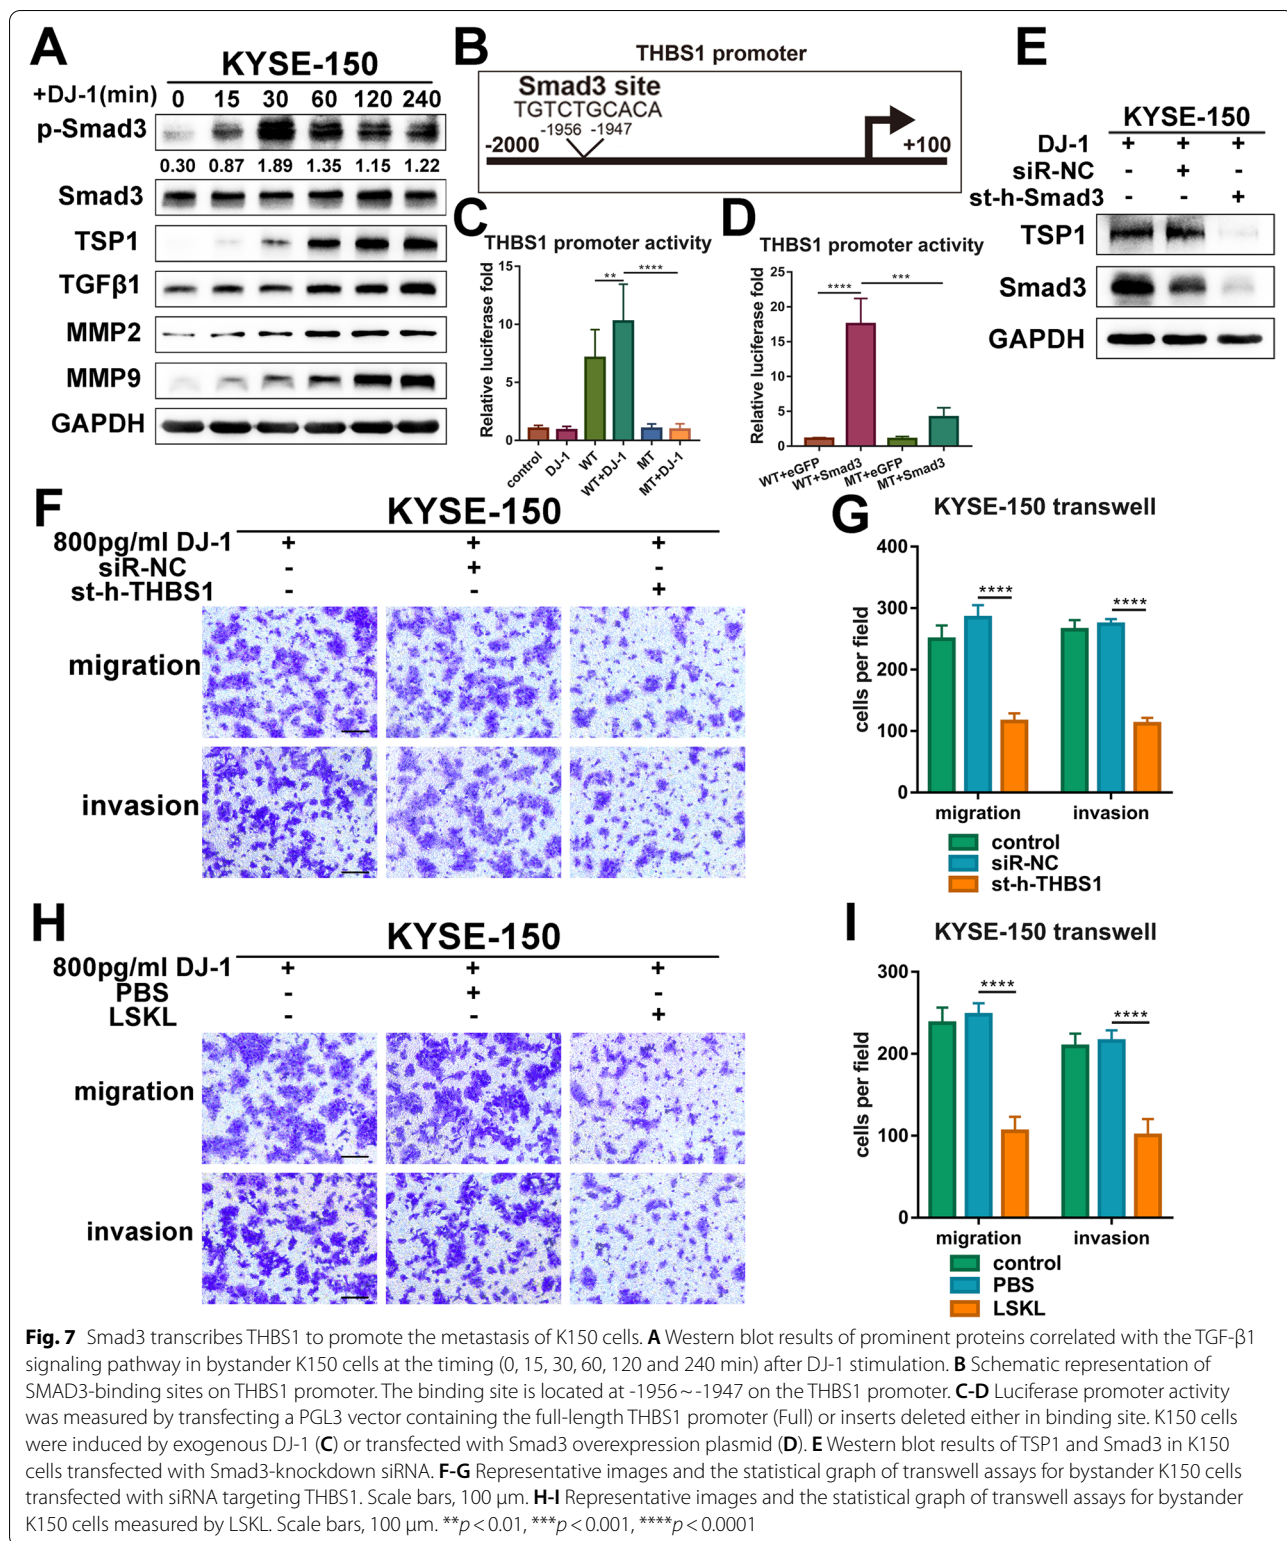 A
KYSE-150
+DJ-1(min) 0 15 30 60 120 240
p-Smad3
0.30 0.87 1.89 1.35 1.15 1.22
Smad3
TSP1
TGFβ1
MMP2
MMP9
GAPDH
B
THBS1 promoter
Smad3 site
TGTCTGCACA
-1956 -1947
-2000
+100
C
THBS1 promoter activity
Relative luciferase fold
15
10
5
0
** ****
control
DJ-1
WT
WT+DJ-1
MT
MT+DJ-1
D
THBS1 promoter activity
Relative luciferase fold
25
20
15
10
5
0
**** ***
WT+eGFP
WT+Smad3
MT+eGFP
MT+Smad3
E
KYSE-150
DJ-1 + + +
siR-NC - + -
st-h-Smad3 - - +
TSP1
Smad3
GAPDH
F
KYSE-150
800pg/ml DJ-1 + + +
siR-NC - + -
st-h-THBS1 - - +
migration
invasion
G
KYSE-150 transwell
cells per field
400
300
200
100
0
**** ****
migration invasion
control
siR-NC
st-h-THBS1
H
KYSE-150
800pg/ml DJ-1 + + +
PBS - + -
LSKL - - +
migration
invasion
I
KYSE-150 transwell
cells per field
300
200
100
0
**** ****
migration invasion
control
PBS
LSKL
Fig. 7 Smad3 transcribes THBS1 to promote the metastasis of K150 cells. A Western blot results of prominent proteins correlated with the TGF-β1
signaling pathway in bystander K150 cells at the timing (0, 15, 30, 60, 120 and 240 min) after DJ-1 stimulation. B Schematic representation of
SMAD3-binding sites on THBS1 promoter. The binding site is located at -1956 ~ -1947 on the THBS1 promoter. C-D Luciferase promoter activity
was measured by transfecting a PGL3 vector containing the full-length THBS1 promoter (Full) or inserts deleted either in binding site. K150 cells
were induced by exogenous DJ-1 (C) or transfected with Smad3 overexpression plasmid (D). E Western blot results of TSP1 and Smad3 in K150
cells transfected with Smad3-knockdown siRNA. F-G Representative images and the statistical graph of transwell assays for bystander K150 cells
transfected with siRNA targeting THBS1. Scale bars, 100 μm. H-I Representative images and the statistical graph of transwell assays for bystander
K150 cells measured by LSKL. Scale bars, 100 μm. **p < 0.01, ***p < 0.001, ****p < 0.0001